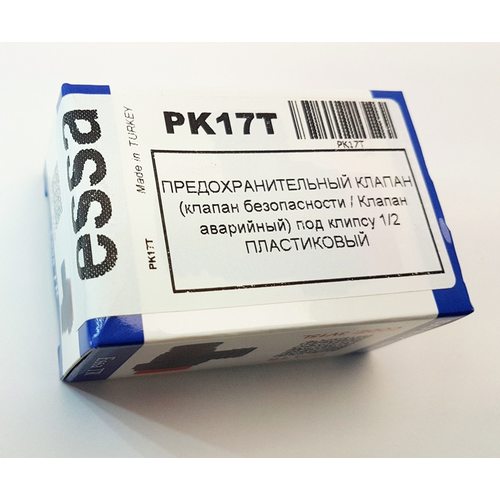 essa
Made in TURKEY
PK17T
PK17T
PK17T
ПРЕДОХРАНИТЕЛЬНЫЙ КЛАПАН
(клапан безопасности / Клапан
аварийный) под клипсу 1/2
ПЛАСТИКОВЫЙ